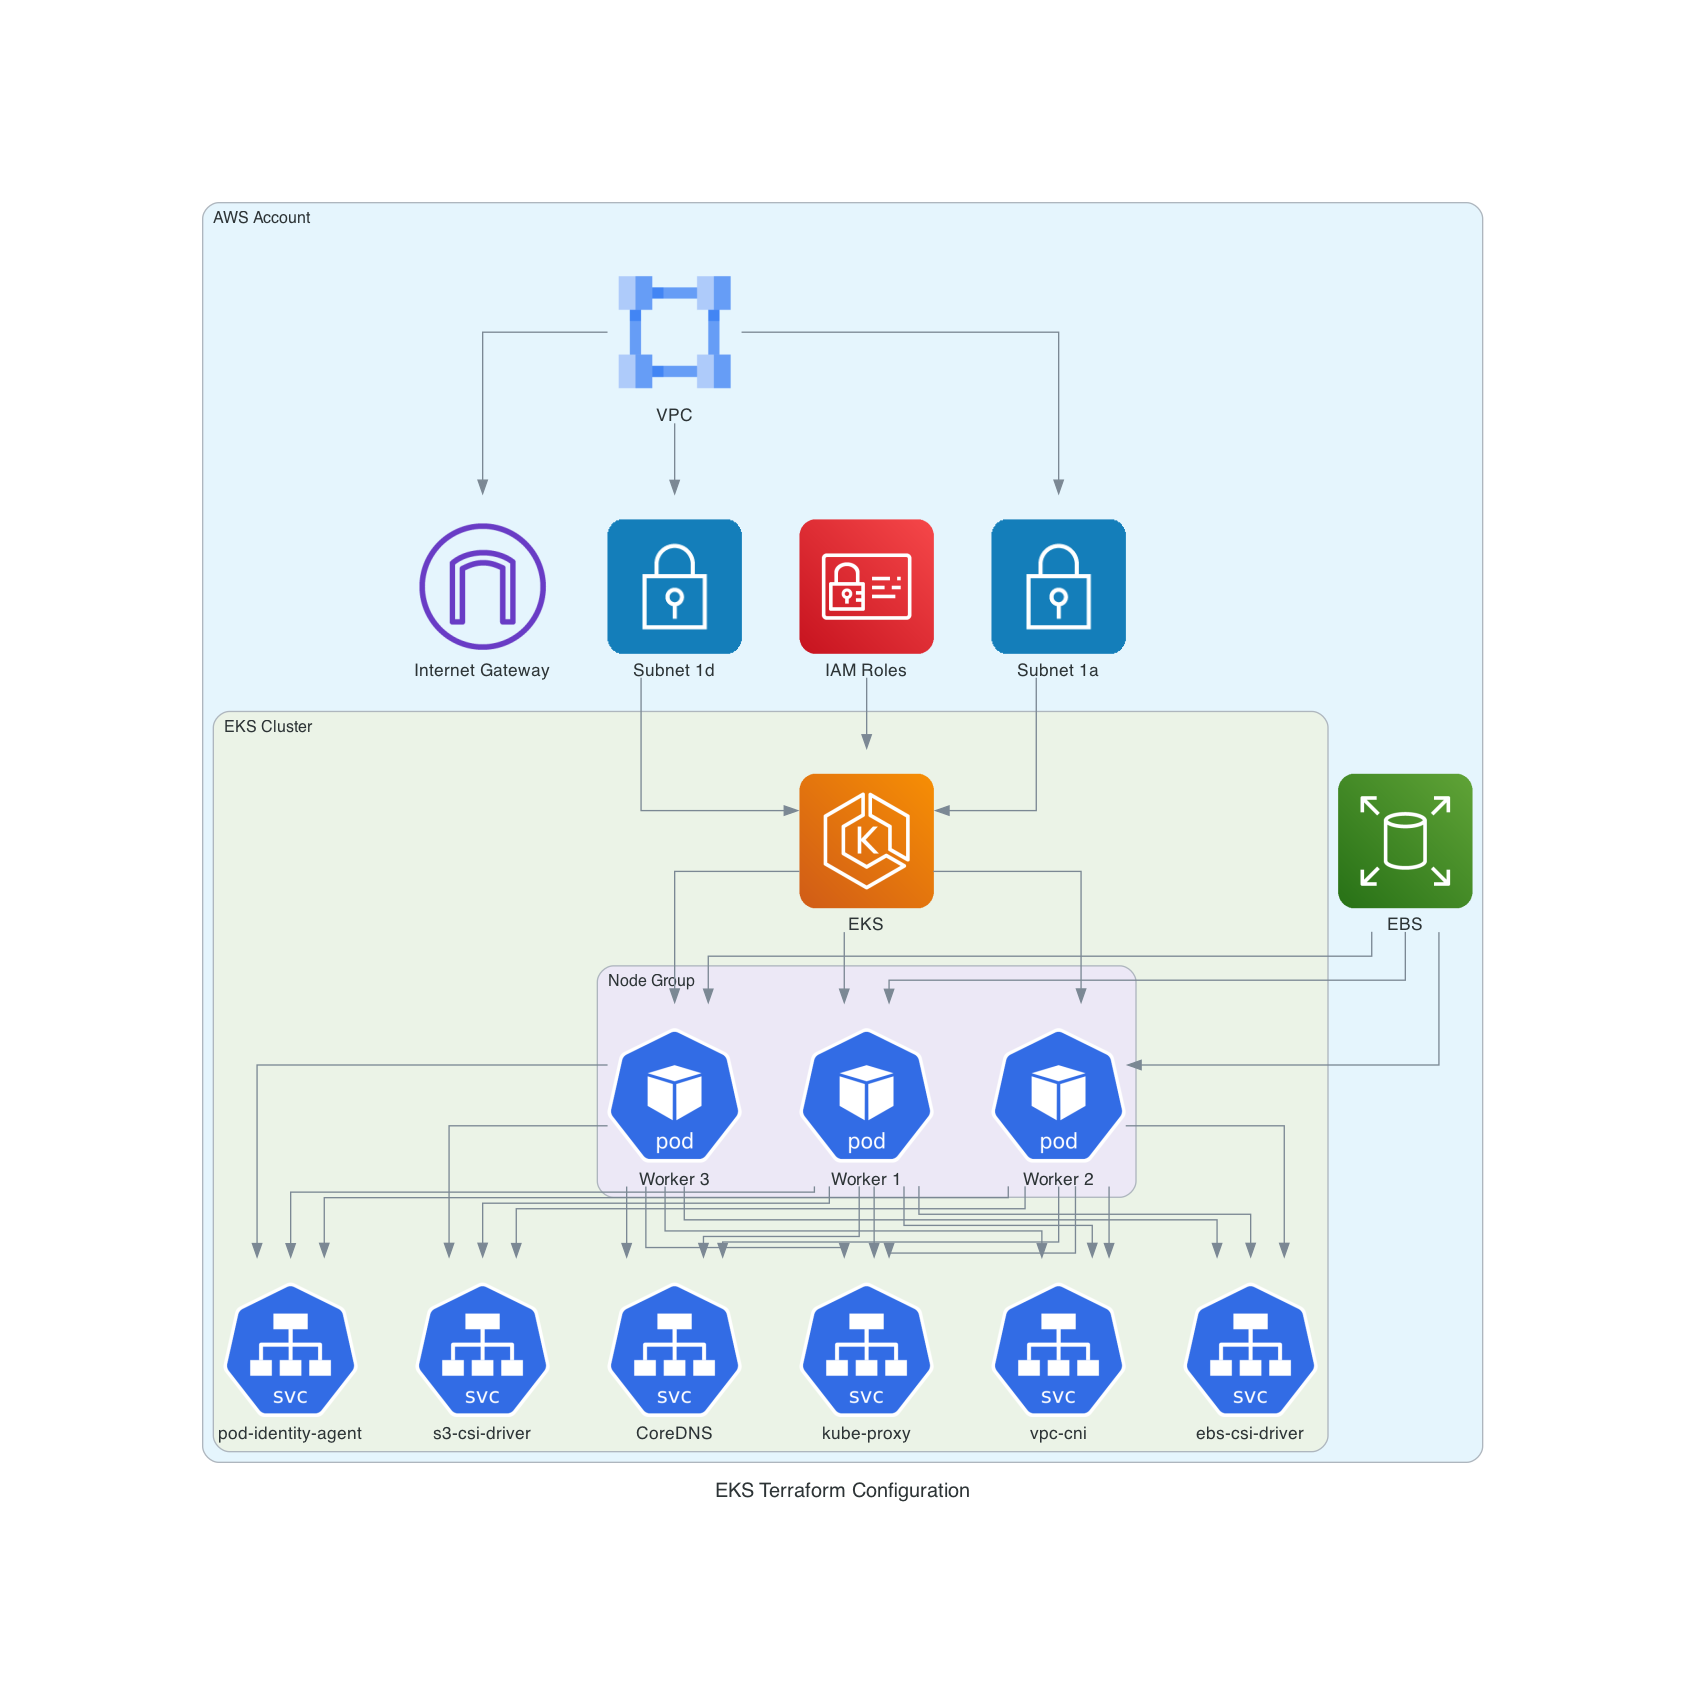 AWS Account
VPC
Internet Gateway
Subnet 1d
IAM Roles
Subnet 1a
EKS Cluster
K
EKS
EBS
Node Group
pod
pod
pod
Worker 3
Worker 1
Worker 2
svc
svc
svc
svc
svc
svc
pod-identity-agent
s3-csi-driver
CoreDNS
kube-proxy
vpc-cni
ebs-csi-driver
EKS Terraform Configuration